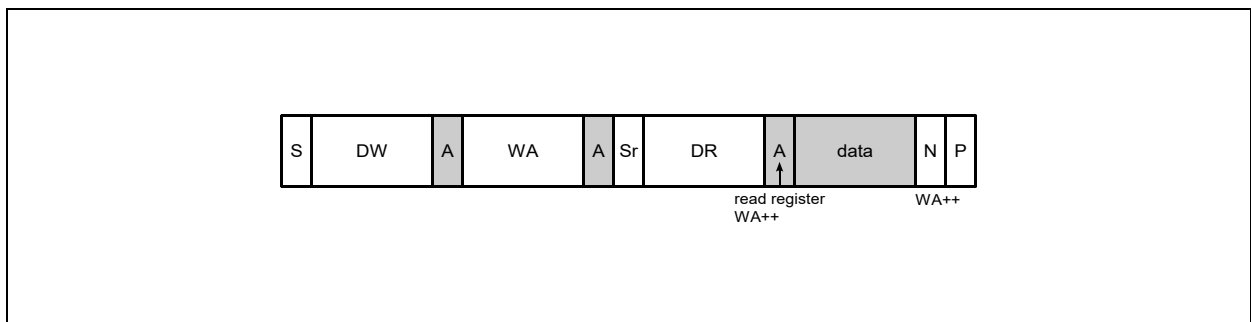 S DW A WA A Sr DR A data N P
read register WA++
WA++